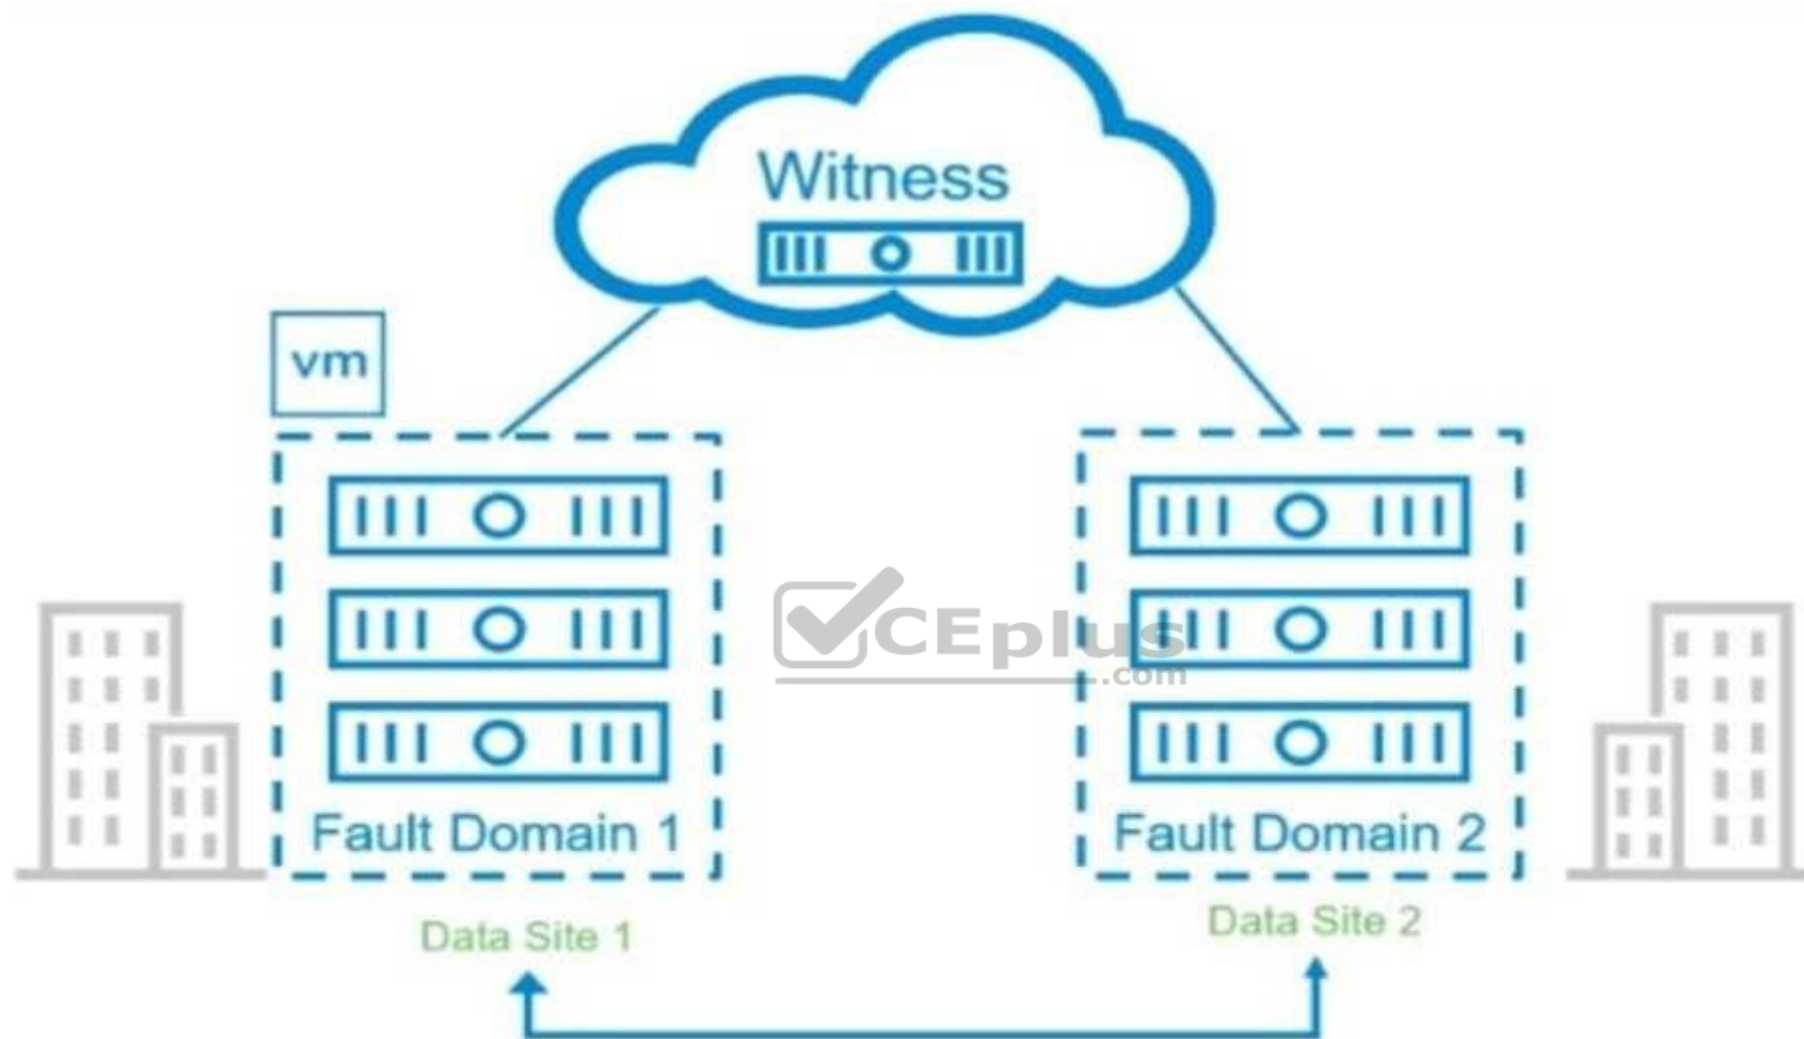 Witness
vm
Fault Domain 1
Fault Domain 2
Data Site 1
Data Site 2
CEplus
.com